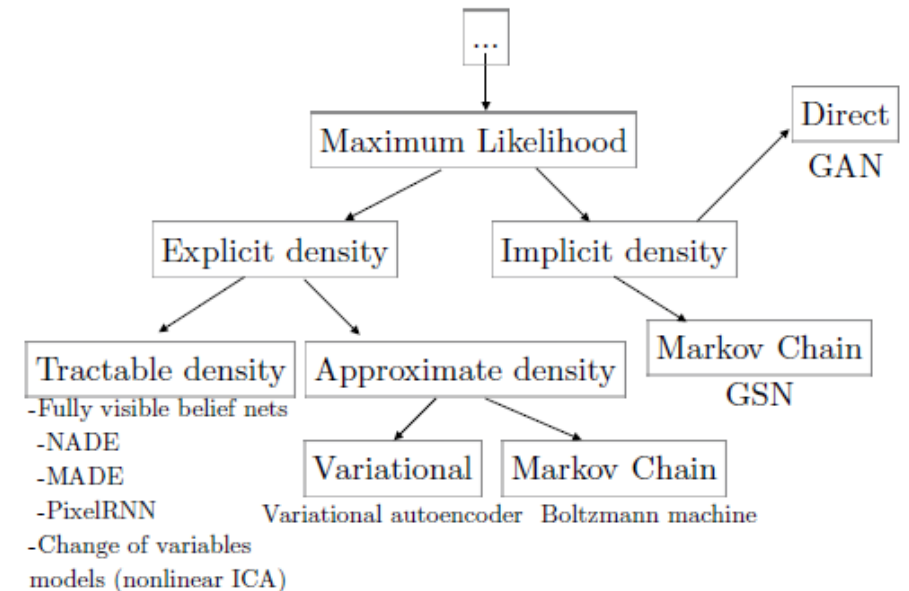 ...
Maximum Likelihood
Direct
GAN
Explicit density
Implicit density
Tractable density
-Fully visible belief nets
-NADE
-MADE
-PixelRNN
-Change of variables
models (nonlinear ICA)
Approximate density
Variational
Variational autoencoder
Markov Chain
Boltzmann machine
Markov Chain
GSN